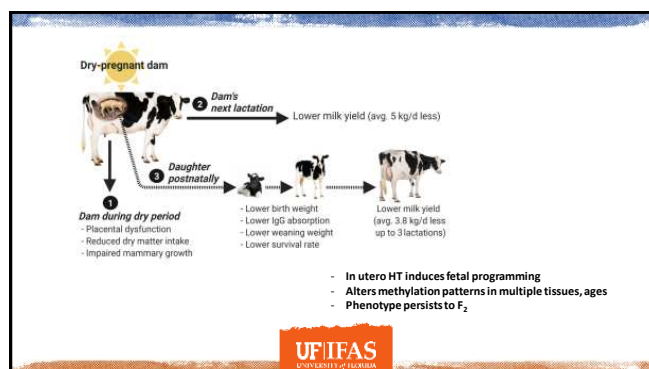 Dry-pregnant dam
2 Dam's
next lactation
Lower milk yield (avg. 5 kg/d less)
3 Daughter
postnatally
1
Dam during dry period
- Placental dysfunction
- Reduced dry matter intake
- Impaired mammary growth
- Lower birth weight
- Lower IgG absorption
- Lower weaning weight
- Lower survival rate
Lower milk yield
(avg. 3.8 kg/d less
up to 3 lactations)
- In utero HT induces fetal programming
- Alters methylation patterns in multiple tissues, ages
- Phenotype persists to F₂
UF|IFAS
UNIVERSITY of FLORIDA